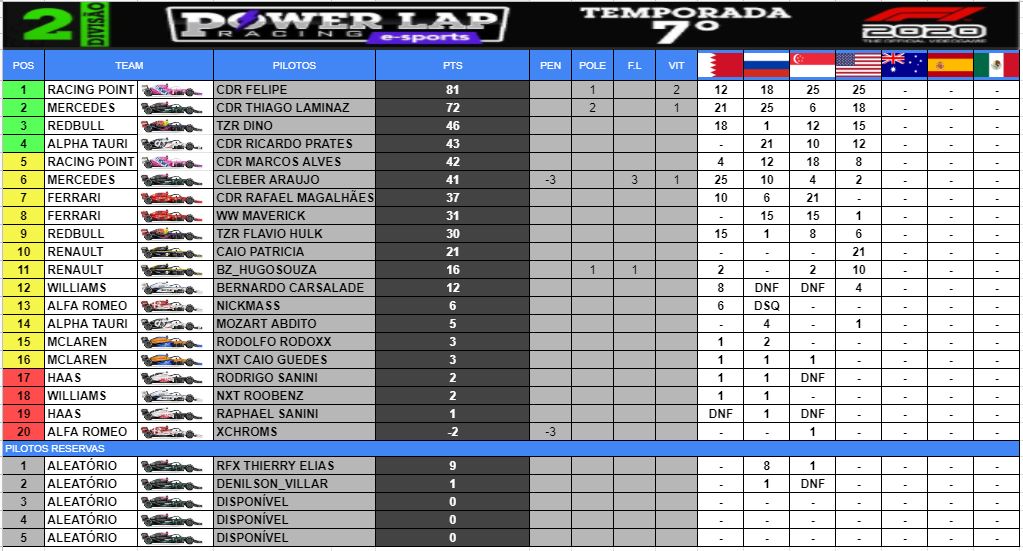 2 DIVISÃO POWER LAP RACING e-sports TEMPORADA 7º F1 2020 THE OFFICIAL VIDEOGAME
POS TEAM PILOTOS PTS PEN POLE F.L VIT
1 RACING POINT CDR FELIPE 81 1 2 12 18 25 25 - - -
2 MERCEDES CDR THIAGO LAMINAZ 72 2 1 21 25 6 18 - - -
3 REDBULL TZR DINO 46 18 1 12 15 - - -
4 ALPHA TAURI CDR RICARDO PRATES 43 - 21 10 12 - - -
5 RACING POINT CDR MARCOS ALVES 42 4 12 18 8 - - -
6 MERCEDES CLEBER ARAUJO 41 -3 3 1 25 10 4 2 - - -
7 FERRARI CDR RAFAEL MAGALHÃES 37 10 6 21 - - - -
8 FERRARI WW MAVERICK 31 - 15 15 1 - - -
9 REDBULL TZR FLAVIO HULK 30 15 1 8 6 - - -
10 RENAULT CAIO PATRICIA 21 - - - 21 - - -
11 RENAULT BZ_HUGOSOUZA 16 1 1 2 - 2 10 - - -
12 WILLIAMS BERNARDO CARSALADE 12 8 DNF DNF 4 - - -
13 ALFA ROMEO NICKMASS 6 6 DSQ - - - - -
14 ALPHA TAURI MOZART ABDITO 5 - 4 - 1 - - -
15 MCLAREN RODOLFO RODOXX 3 1 2 - - - - -
16 MCLAREN NXT CAIO GUEDES 3 1 1 1 - - - -
17 HAAS RODRIGO SANINI 2 1 1 DNF - - - -
18 WILLIAMS NXT ROOBENZ 2 1 1 - - - - -
19 HAAS RAPHAEL SANINI 1 DNF 1 DNF - - - -
20 ALFA ROMEO XCHROMS -2 -3 - - 1 - - - -
PILOTOS RESERVAS
1 ALEATÓRIO RFX THIERRY ELIAS 9 - 8 1 - - - -
2 ALEATÓRIO DENILSON_VILLAR 1 - 1 DNF - - - -
3 ALEATÓRIO DISPONÍVEL 0 - - - - - - -
4 ALEATÓRIO DISPONÍVEL 0 - - - - - - -
5 ALEATÓRIO DISPONÍVEL 0 - - - - - - -